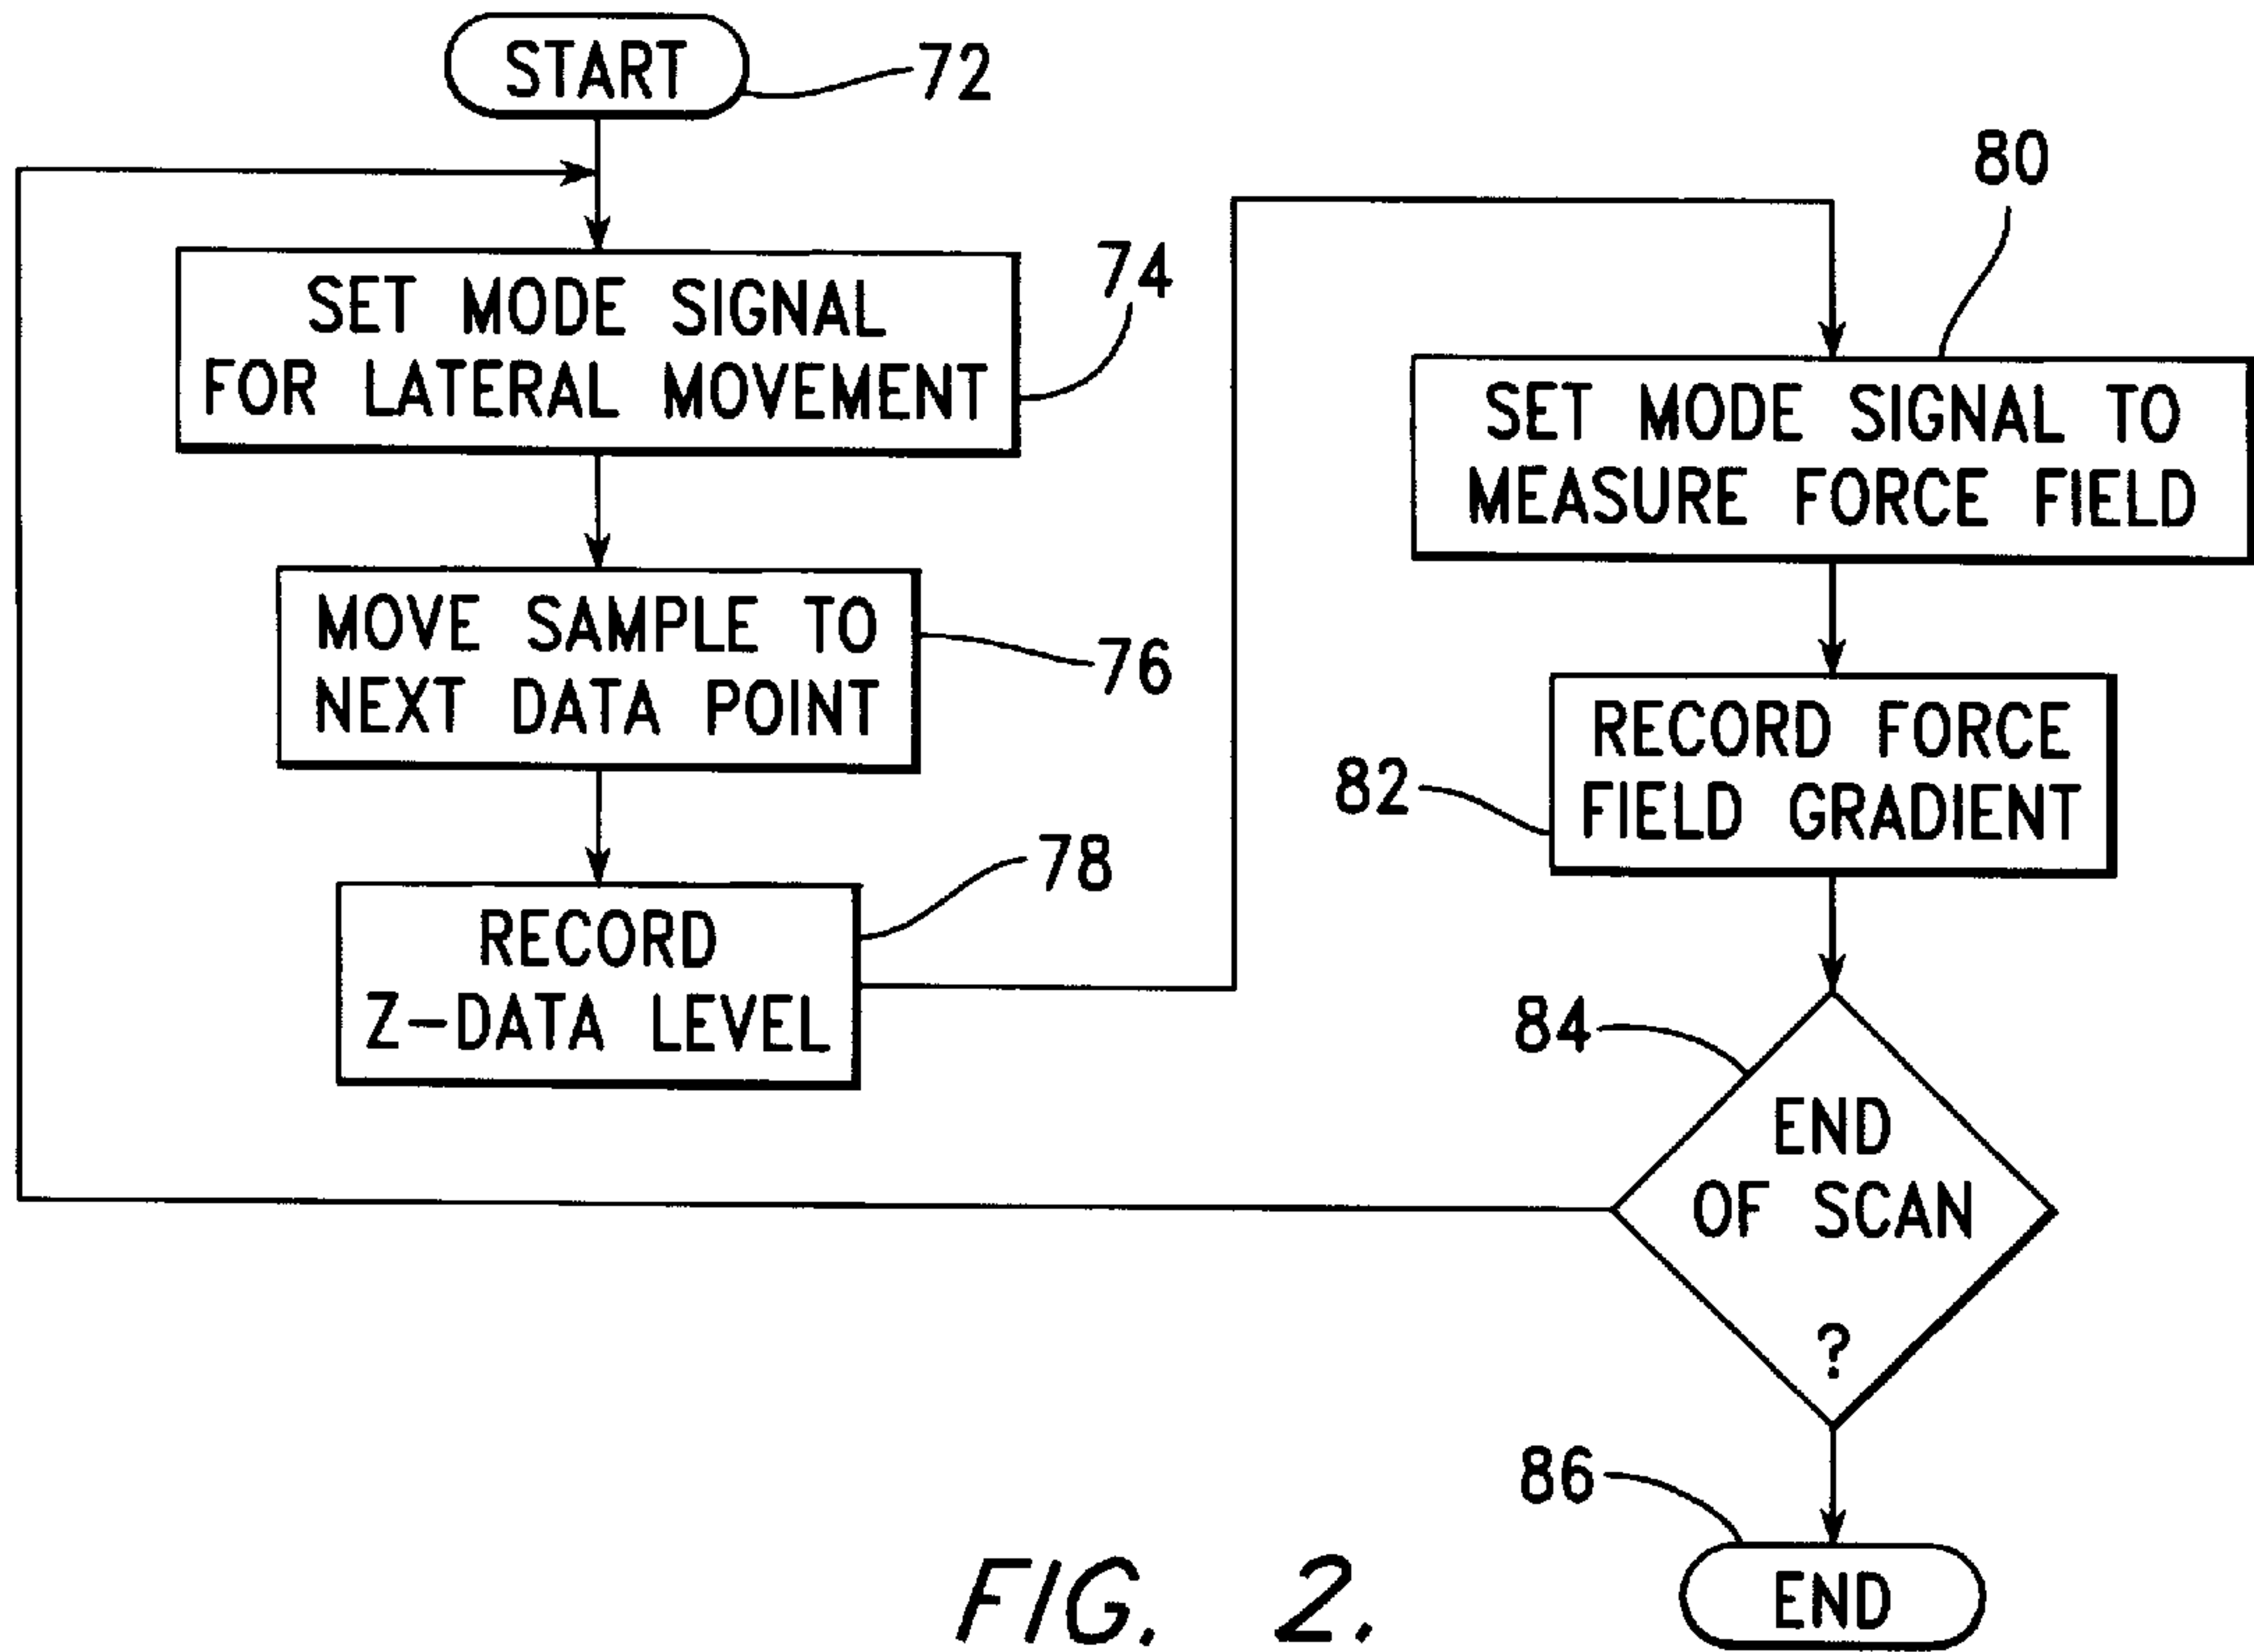 START
72
SET MODE SIGNAL
FOR LATERAL MOVEMENT
74
MOVE SAMPLE TO
NEXT DATA POINT
76
RECORD
Z-DATA LEVEL
78
80
SET MODE SIGNAL TO
MEASURE FORCE FIELD
RECORD FORCE
FIELD GRADIENT
82
84
END
OF SCAN
?
86
END
FIG. 2.